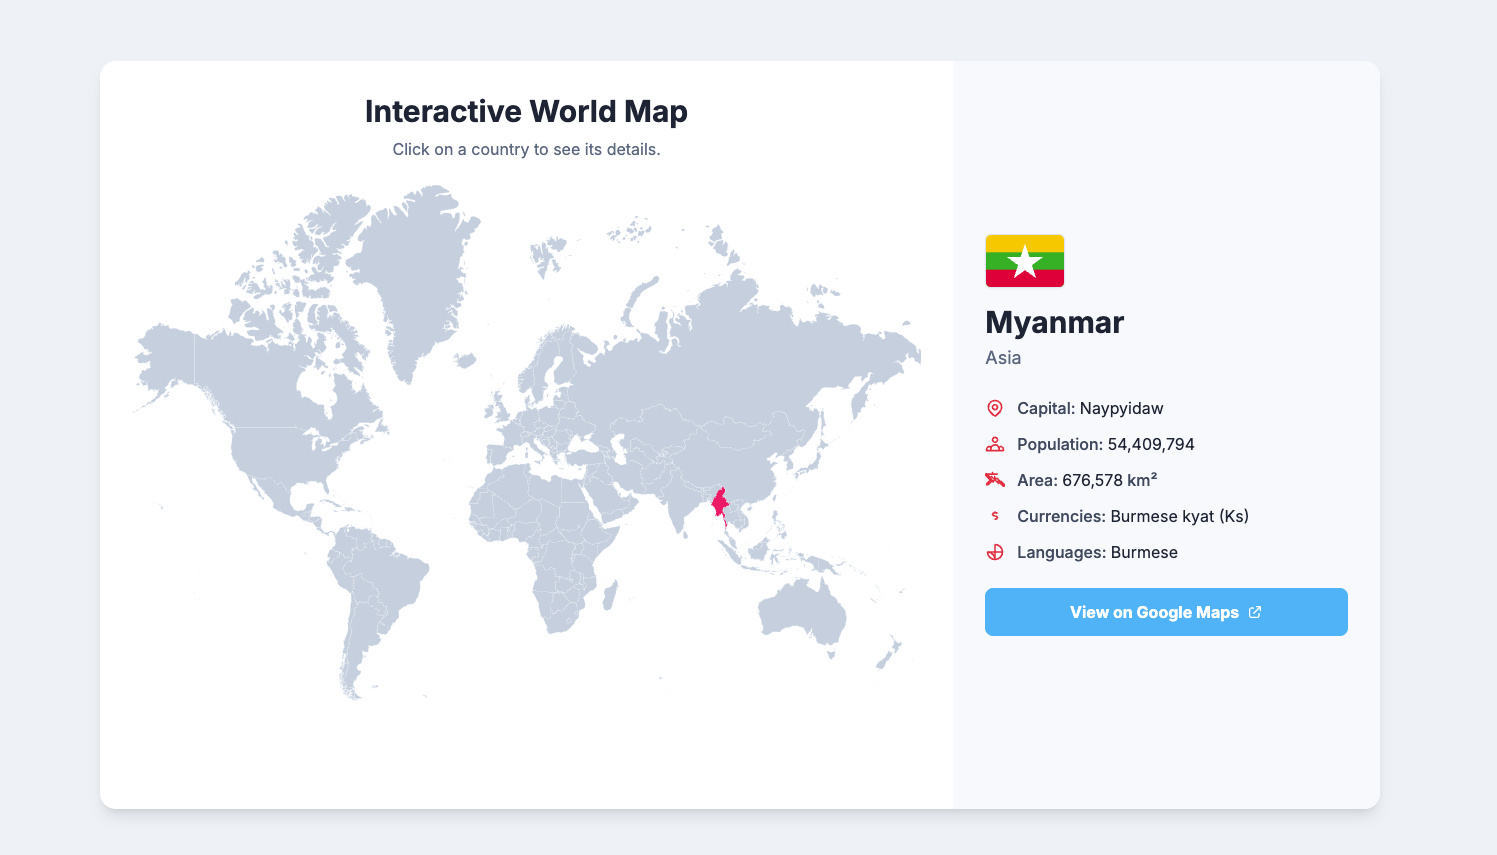 Interactive World Map
Click on a country to see its details.
Myanmar
Asia
Capital: Naypyidaw
Population: 54,409,794
Area: 676,578 km²
Currencies: Burmese kyat (Ks)
Languages: Burmese
View on Google Maps